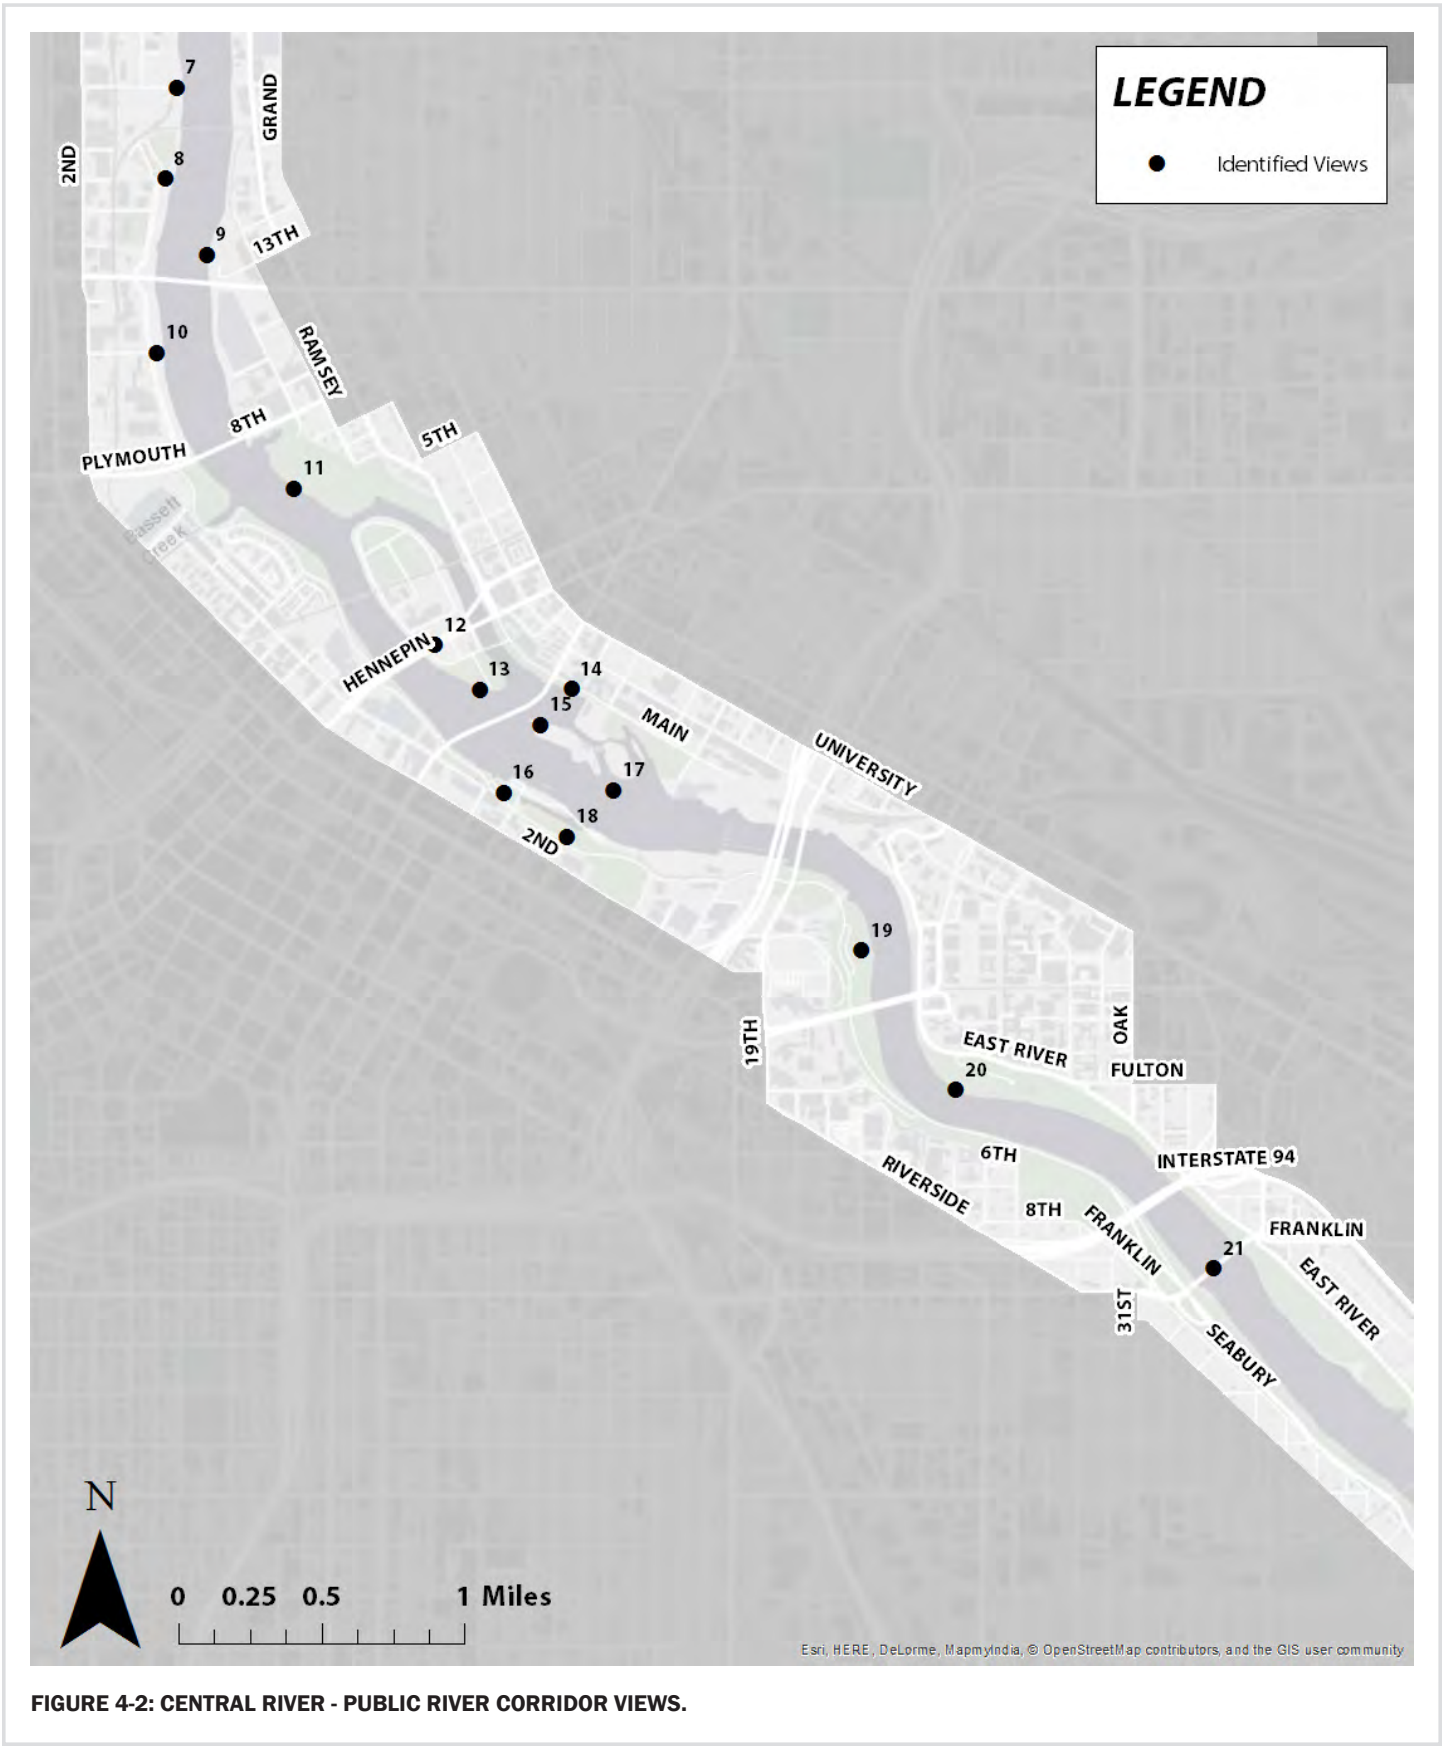 LEGEND
Identified Views
7
GRAND
2ND
8
9
13TH
10
RAMSEY
8TH
5TH
PLYMOUTH
11
Bassett
Creek
12
HENNEPIN
13
14
15
MAIN
UNIVERSITY
16
17
18
2ND
19
19TH
OAK
EAST RIVER
20
FULTON
6TH
INTERSTATE 94
RIVERSIDE
8TH
FRANKLIN
FRANKLIN
21
EAST RIVER
31ST
SEABURY
N
0 0.25 0.5 1 Miles
Esri, HERE, DeLorme, MapmyIndia, © OpenStreetMap contributors, and the GIS user community
FIGURE 4-2: CENTRAL RIVER - PUBLIC RIVER CORRIDOR VIEWS.